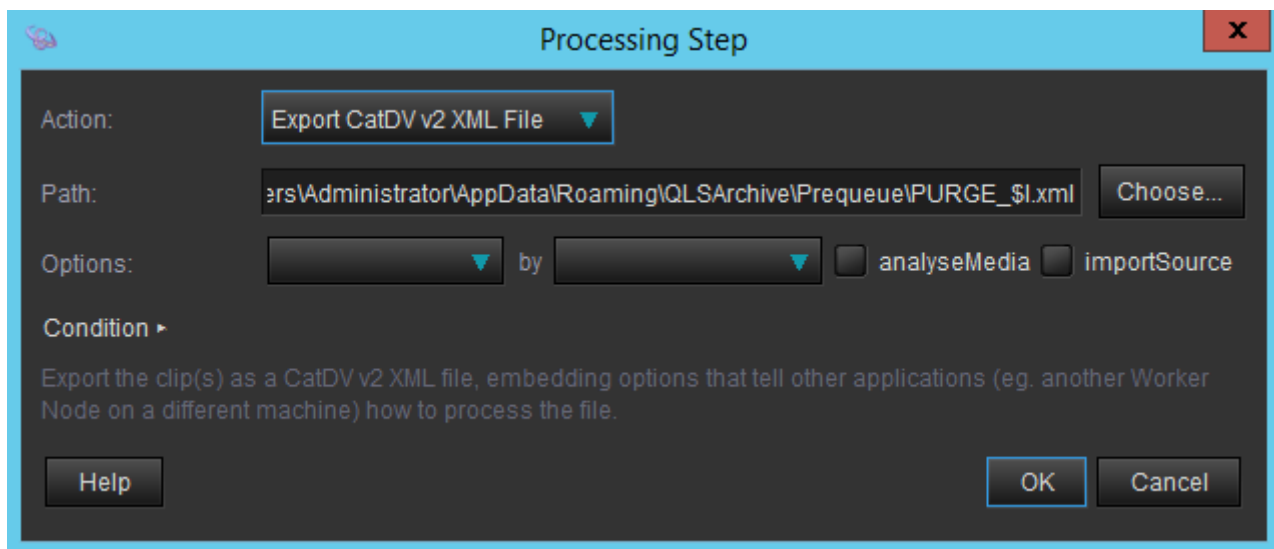 Processing Step
x
Action: Export CatDV v2 XML File
Path: ers\Administrator\AppData\Roaming\QLSArchive\Prequeue\PURGE_$I.xml Choose...
Options: by analyseMedia importSource
Condition
Export the clip(s) as a CatDV v2 XML file, embedding options that tell other applications (eg. another Worker
Node on a different machine) how to process the file.
Help OK Cancel